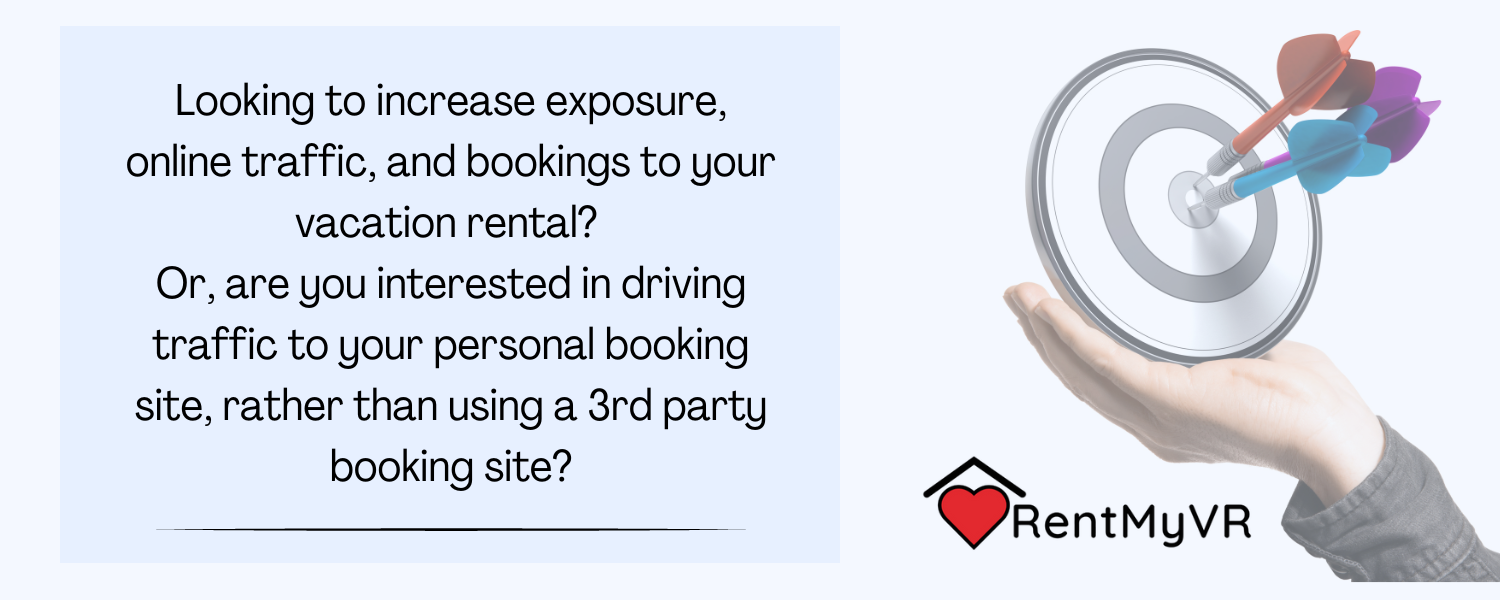 Looking to increase exposure,
online traffic, and bookings to your
vacation rental?
Or, are you interested in driving
traffic to your personal booking
site, rather than using a 3rd party
booking site?
RentMyVR